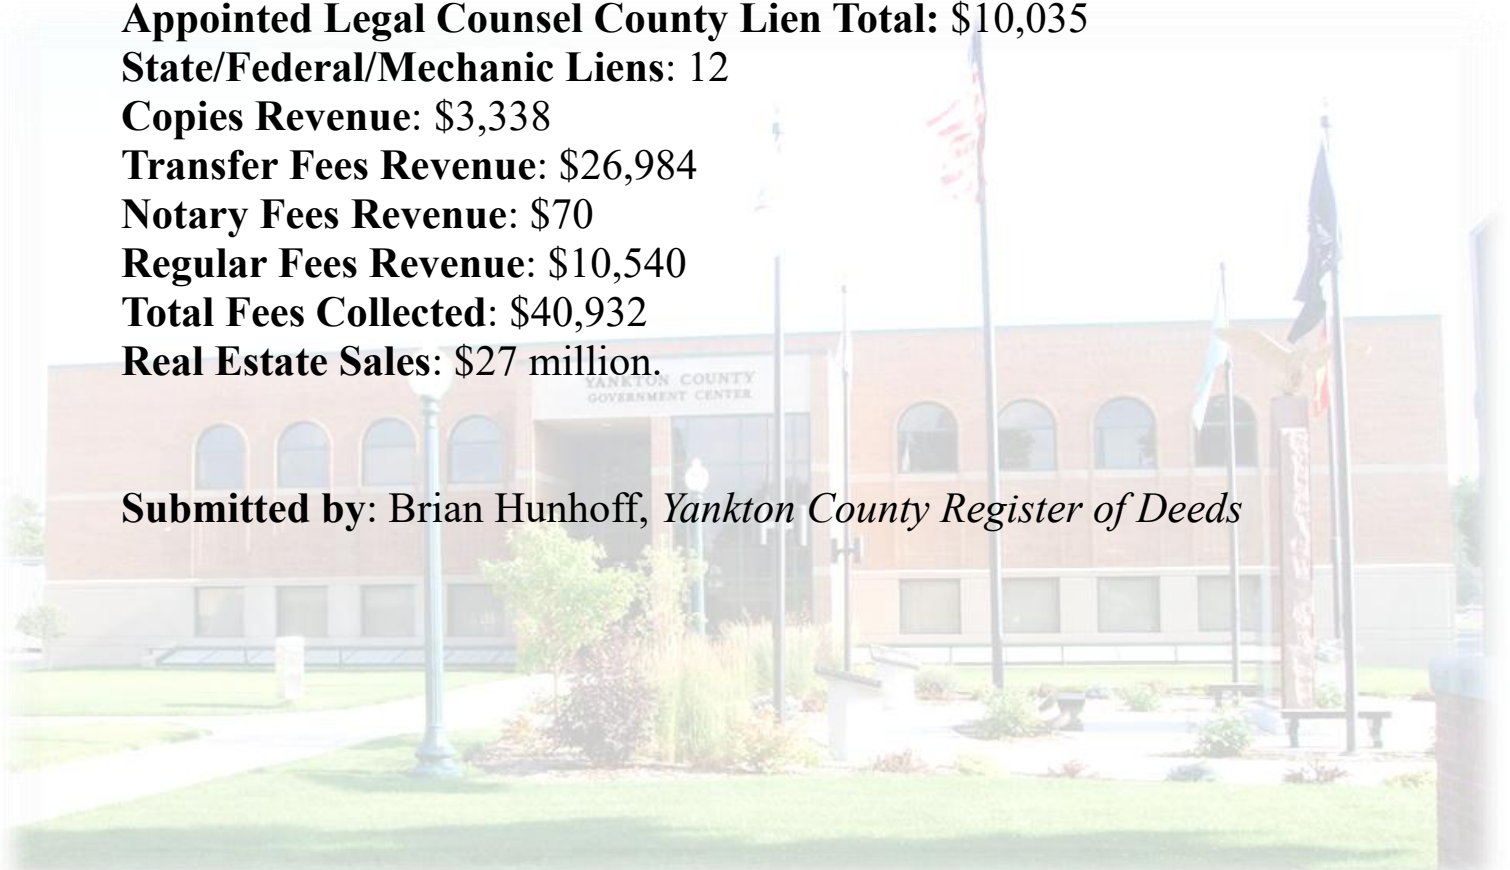 Appointed Legal Counsel County Lien Total: $10,035
State/Federal/Mechanic Liens: 12
Copies Revenue: $3,338
Transfer Fees Revenue: $26,984
Notary Fees Revenue: $70
Regular Fees Revenue: $10,540
Total Fees Collected: $40,932
Real Estate Sales: $27 million.
YANKTON COUNTY
GOVERNMENT CENTER
Submitted by: Brian Hunhoff, Yankton County Register of Deeds